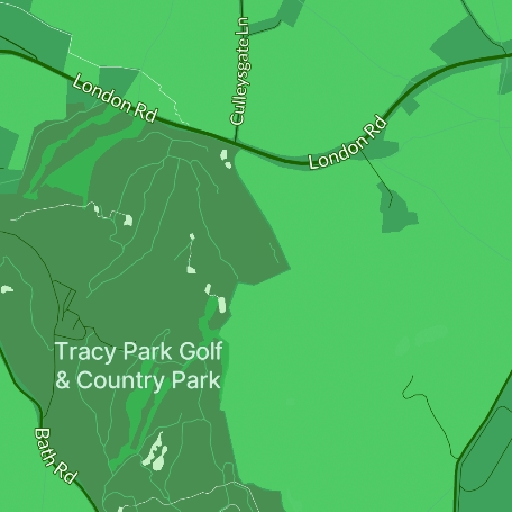 Culleysgate Ln
London Rd
London Rd
Tracy Park Golf
& Country Park
Bath Rd